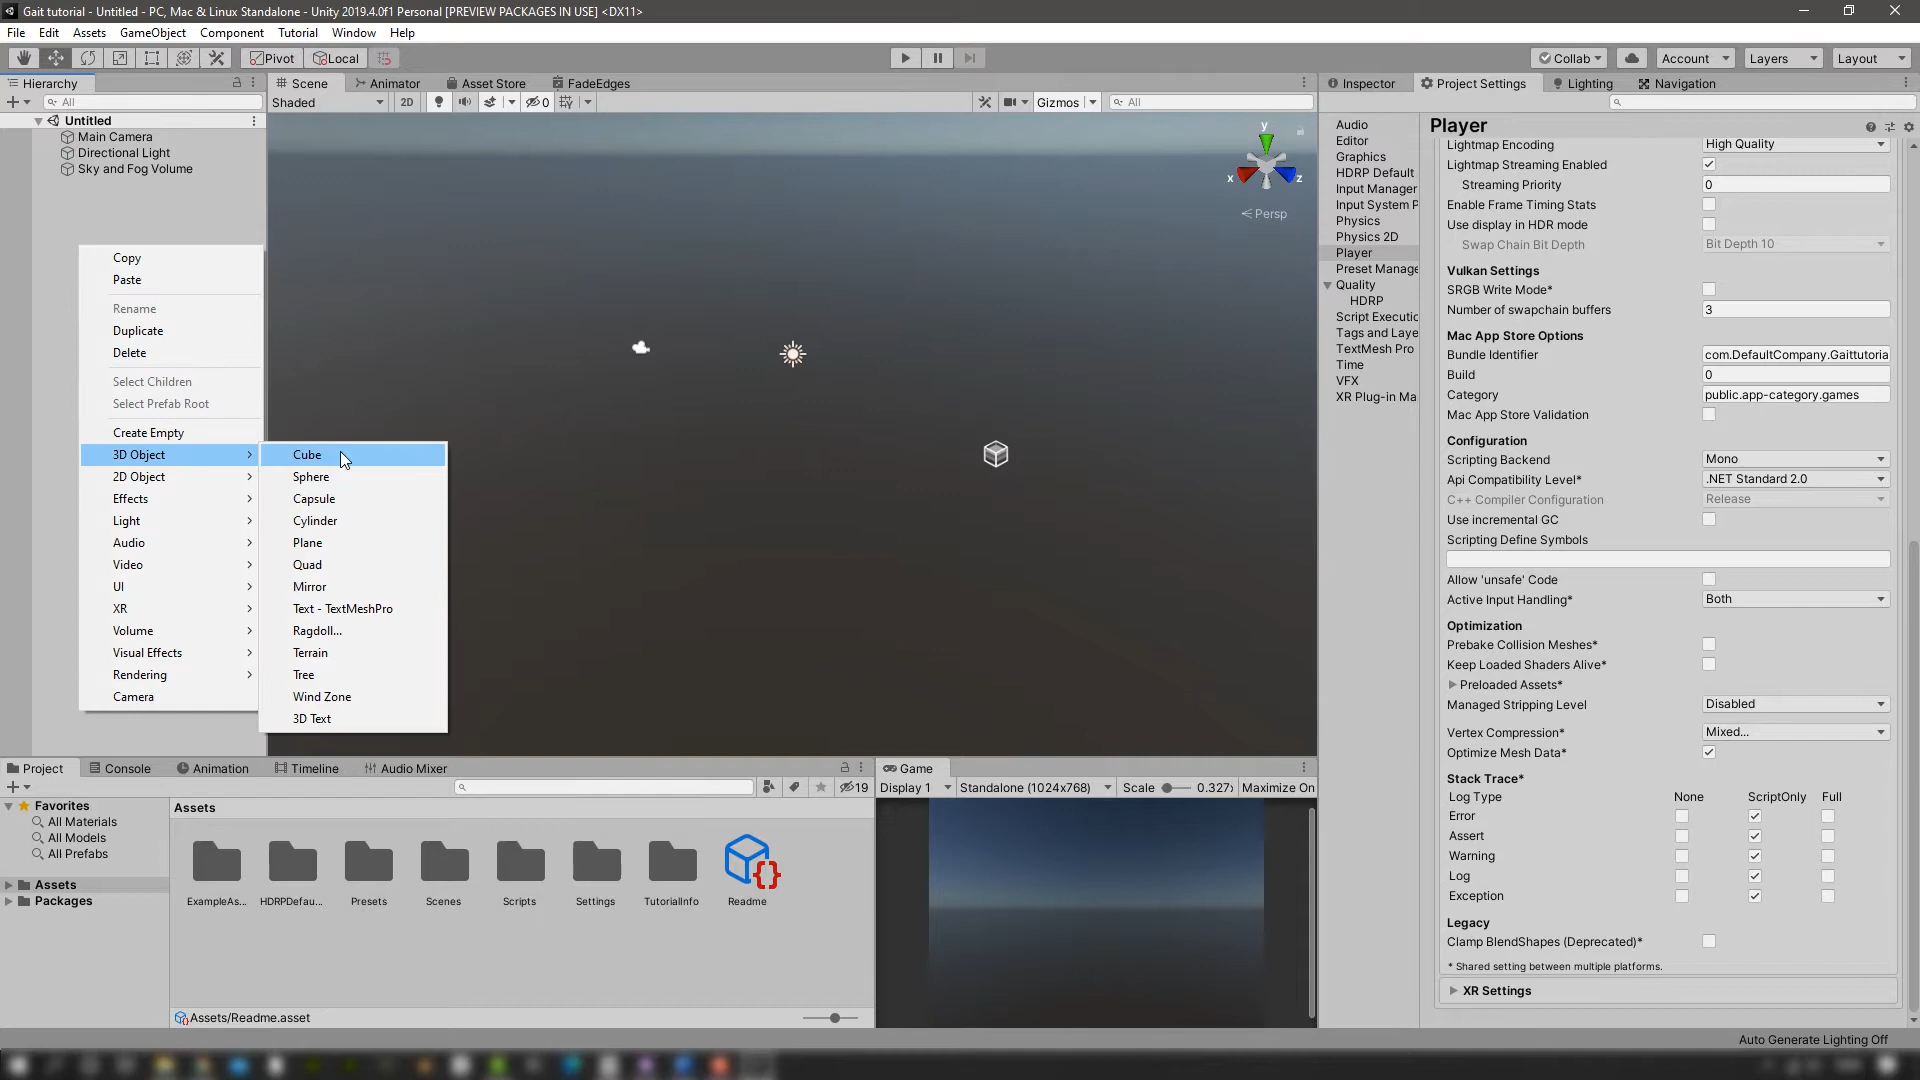 Gait tutorial - Untitled - PC, Mac & Linux Standalone - Unity 2019.4.0f1 Personal [PREVIEW PACKAGES IN USE] <DX11>
File Edit Assets GameObject Component Tutorial Window Help
Pivot Local Collab Account Layers Layout
Hierarchy
All
Untitled
Main Camera
Directional Light
Sky and Fog Volume
Copy
Paste
Rename
Duplicate
Delete
Select Children
Select Prefab Root
Create Empty
3D Object
2D Object
Effects
Light
Audio
Video
UI
XR
Volume
Visual Effects
Rendering
Camera
Cube
Sphere
Capsule
Cylinder
Plane
Quad
Mirror
Text - TextMeshPro
Ragdoll...
Terrain
Tree
Wind Zone
3D Text
Scene Animator Asset Store FadeEdges
Shaded 2D 0 Gizmos All
y
x z
Persp
Inspector Project Settings Lighting Navigation
Audio
Editor
Graphics
HDRP Default
Input Manager
Input System P
Physics
Physics 2D
Player
Preset Manage
Quality
HDRP
Script Executio
Tags and Laye
TextMesh Pro
Time
VFX
XR Plug-in Ma
Player
Lightmap Encoding High Quality
Lightmap Streaming Enabled
Streaming Priority 0
Enable Frame Timing Stats
Use display in HDR mode
Swap Chain Bit Depth Bit Depth 10
Vulkan Settings
SRGB Write Mode*
Number of swapchain buffers 3
Mac App Store Options
Bundle Identifier com.DefaultCompany.Gaittutoria
Build 0
Category public.app-category.games
Mac App Store Validation
Configuration
Scripting Backend Mono
Api Compatibility Level* .NET Standard 2.0
C++ Compiler Configuration Release
Use incremental GC
Scripting Define Symbols
Allow 'unsafe' Code
Active Input Handling* Both
Optimization
Prebake Collision Meshes*
Keep Loaded Shaders Alive*
Preloaded Assets*
Managed Stripping Level Disabled
Vertex Compression* Mixed...
Optimize Mesh Data*
Stack Trace*
Log Type None ScriptOnly Full
Error
Assert
Warning
Log
Exception
Legacy
Clamp BlendShapes (Deprecated)*
* Shared setting between multiple platforms.
XR Settings
Project Console Animation Timeline Audio Mixer
19
Favorites
All Materials
All Models
All Prefabs
Assets
Packages
Assets
ExampleAs... HDRPDefau... Presets Scenes Scripts Settings TutorialInfo Readme
Assets/Readme.asset
Game
Display 1 Standalone (1024x768) Scale 0.327 Maximize On
Auto Generate Lighting Off